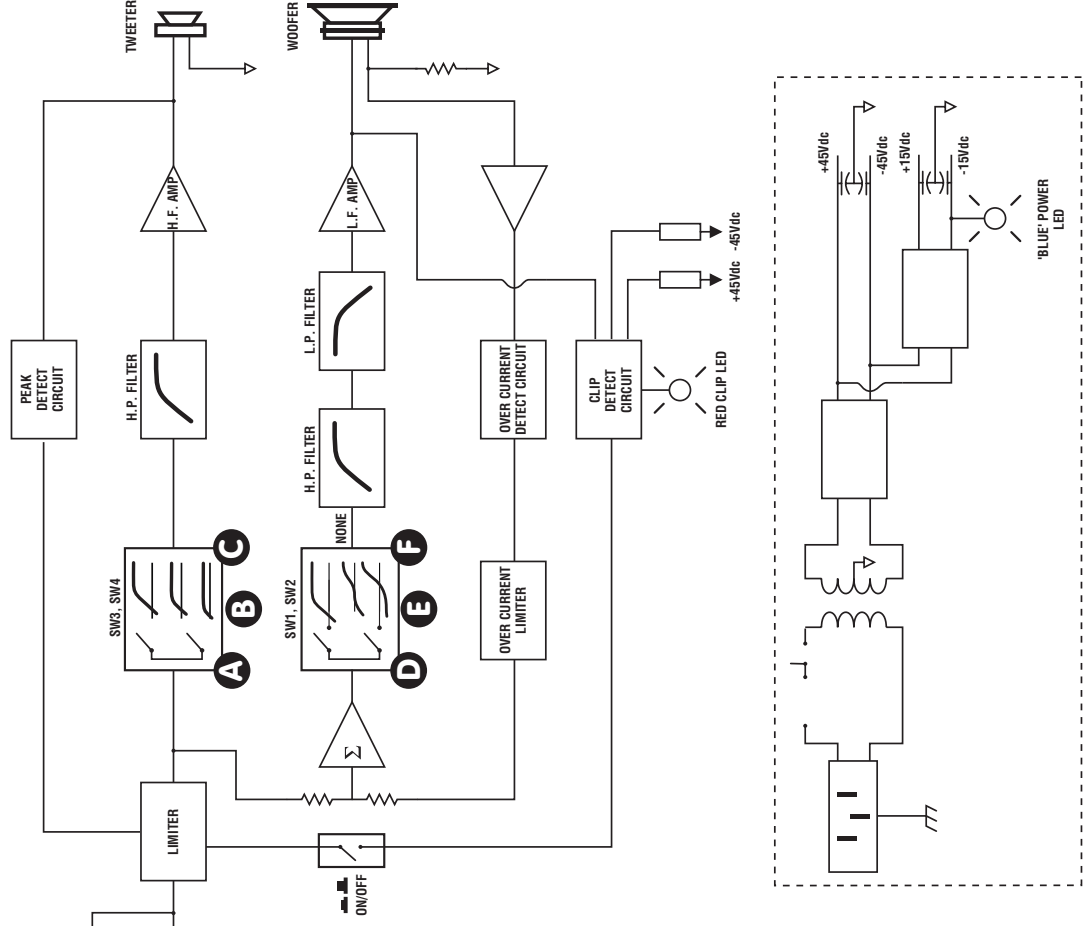 TWEETER
WOOFER
H.F. AMP
L.F. AMP
PEAK
DETECT
CIRCUIT
H.P. FILTER
L.P. FILTER
H.P. FILTER
NONE
OVER CURRENT
DETECT CIRCUIT
CLIP
DETECT
CIRCUIT
RED CLIP LED
+45Vdc
-45Vdc
SW3, SW4
A
B
C
SW1, SW2
D
E
F
OVER CURRENT
LIMITER
Σ
LIMITER
ON/OFF
+45Vdc
-45Vdc
+15Vdc
-15Vdc
'BLUE' POWER
LED